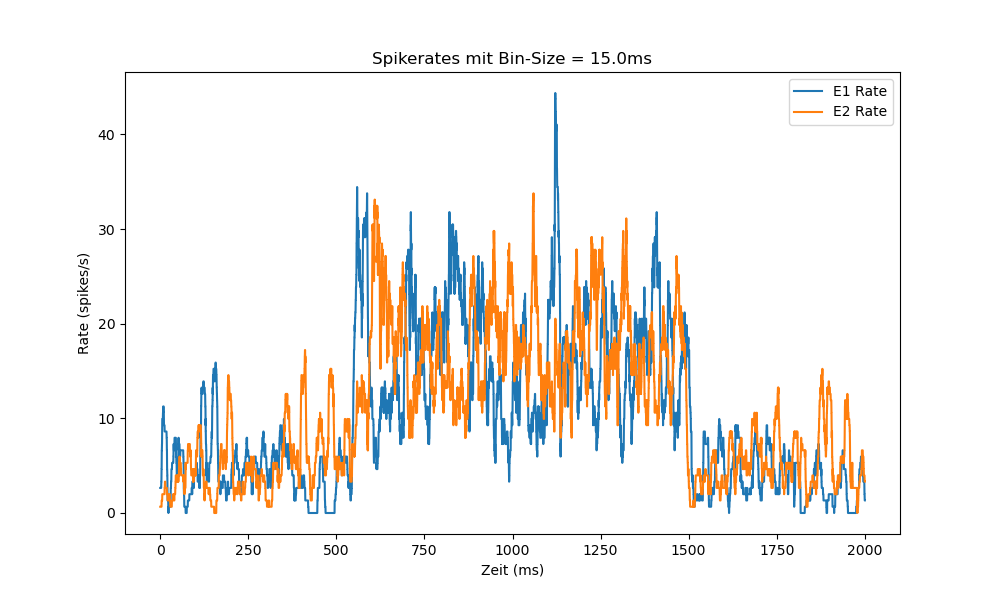 Spikerates mit Bin-Size = 15.0ms
E1 Rate
E2 Rate
Rate (spikes/s)
40
30
20
10
0
0 250 500 750 1000 1250 1500 1750 2000
Zeit (ms)